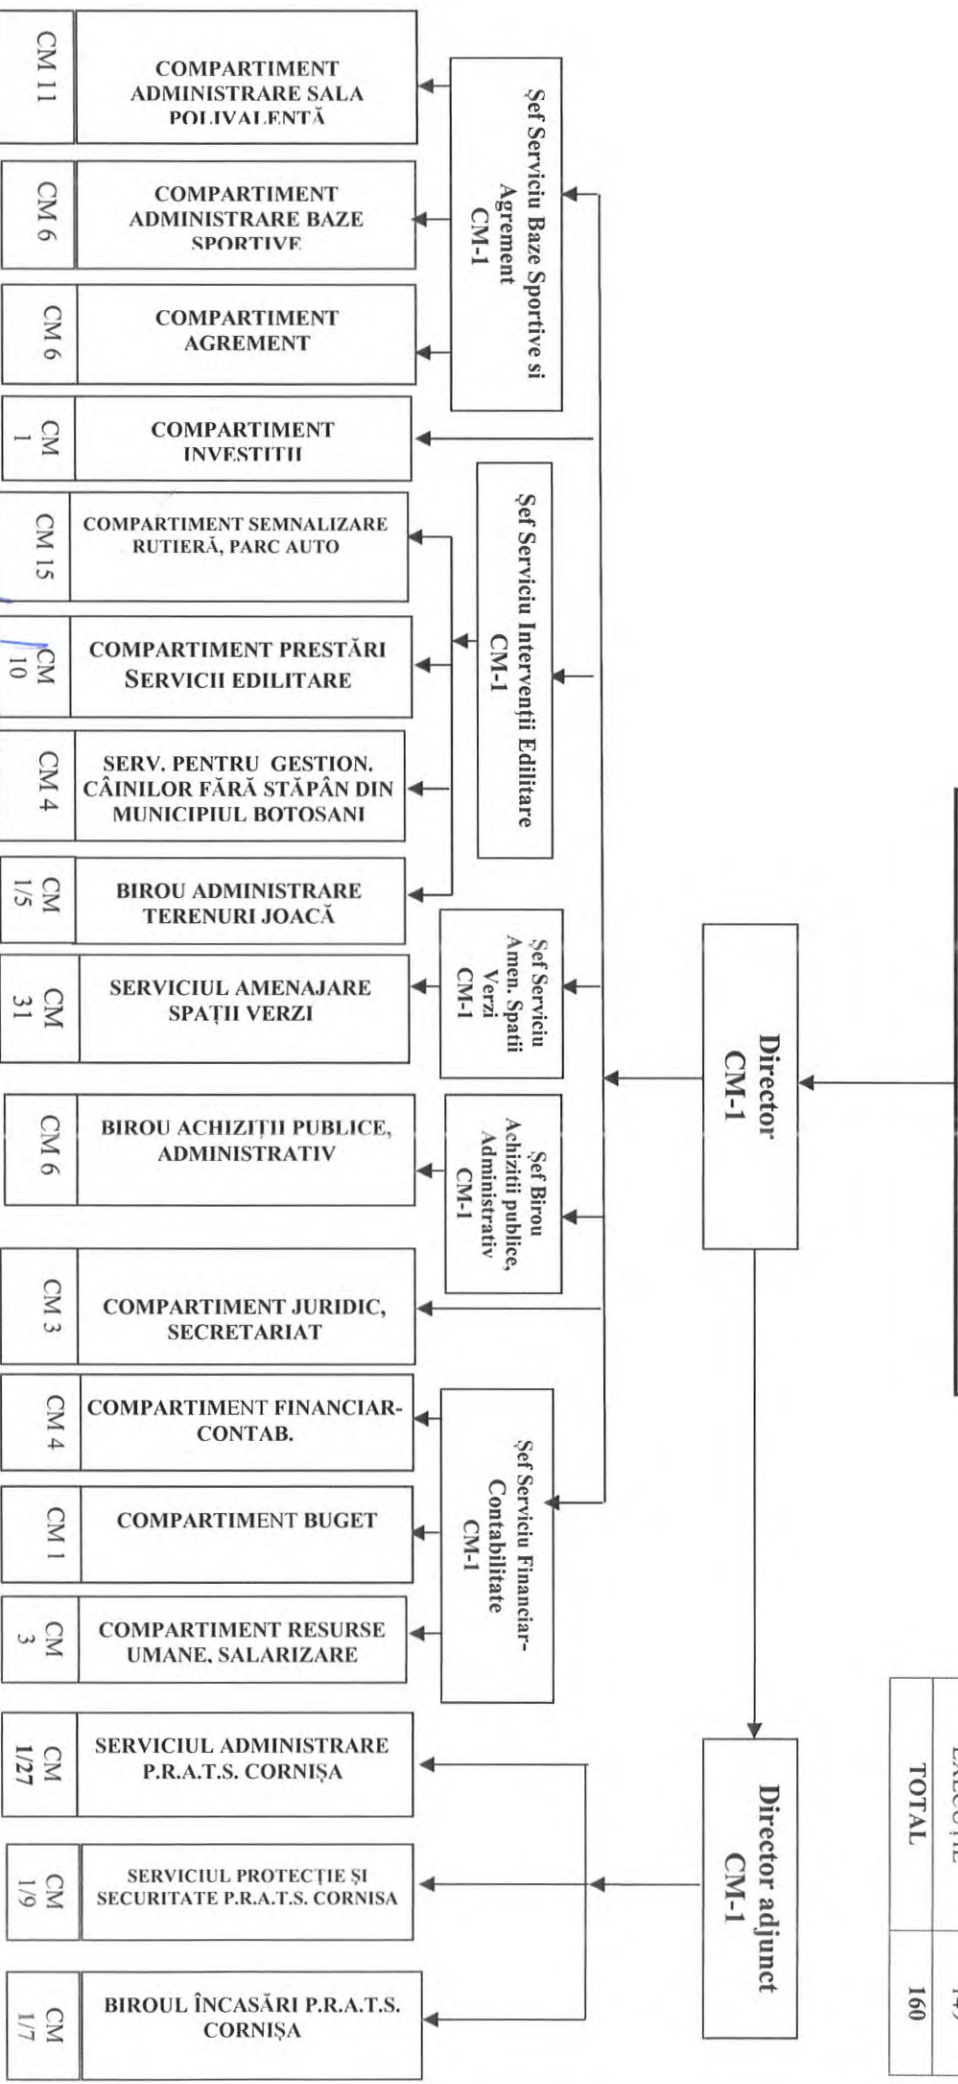 TOTAL
160
Director
CM-1
Director adjunct
CM-1
Șef Serviciu Baze Sportive si
Agrement
CM-1
Șef Serviciu Intervenții Edilitare
CM-1
Șef Serviciu
Amen. Spatii
Verzi
CM-1
Șef Birou
Achizitii publice,
Administrativ
CM-1
Șef Serviciu Financiar-
Contabilitate
CM-1
COMPARTIMENT
ADMINISTRARE SALA
POLIVALENTĂ
CM 11
COMPARTIMENT
ADMINISTRARE BAZE
SPORTIVE
CM 6
COMPARTIMENT
AGREMENT
CM 6
COMPARTIMENT
INVESTITII
CM
1
COMPARTIMENT SEMNALIZARE
RUTIERĂ, PARC AUTO
CM 15
COMPARTIMENT PRESTĂRI
SERVICII EDILITARE
CM
10
SERV. PENTRU GESTION.
CÂINILOR FĂRĂ STĂPÂN DIN
MUNICIPIUL BOTOSANI
CM 4
BIROU ADMINISTRARE
TERENURI JOACĂ
CM
1/5
SERVICIUL AMENAJARE
SPAȚII VERZI
CM
31
BIROU ACHIZIȚII PUBLICE,
ADMINISTRATIV
CM 6
COMPARTIMENT JURIDIC,
SECRETARIAT
CM 3
COMPARTIMENT FINANCIAR-
CONTAB.
CM 4
COMPARTIMENT BUGET
CM 1
COMPARTIMENT RESURSE
UMANE, SALARIZARE
CM
3
SERVICIUL ADMINISTRARE
P.R.A.T.S. CORNIȘA
CM
1/27
SERVICIUL PROTECȚIE ȘI
SECURITATE P.R.A.T.S. CORNISA
CM
1/9
BIROUL ÎNCASĂRI P.R.A.T.S.
CORNIȘA
CM
1/7